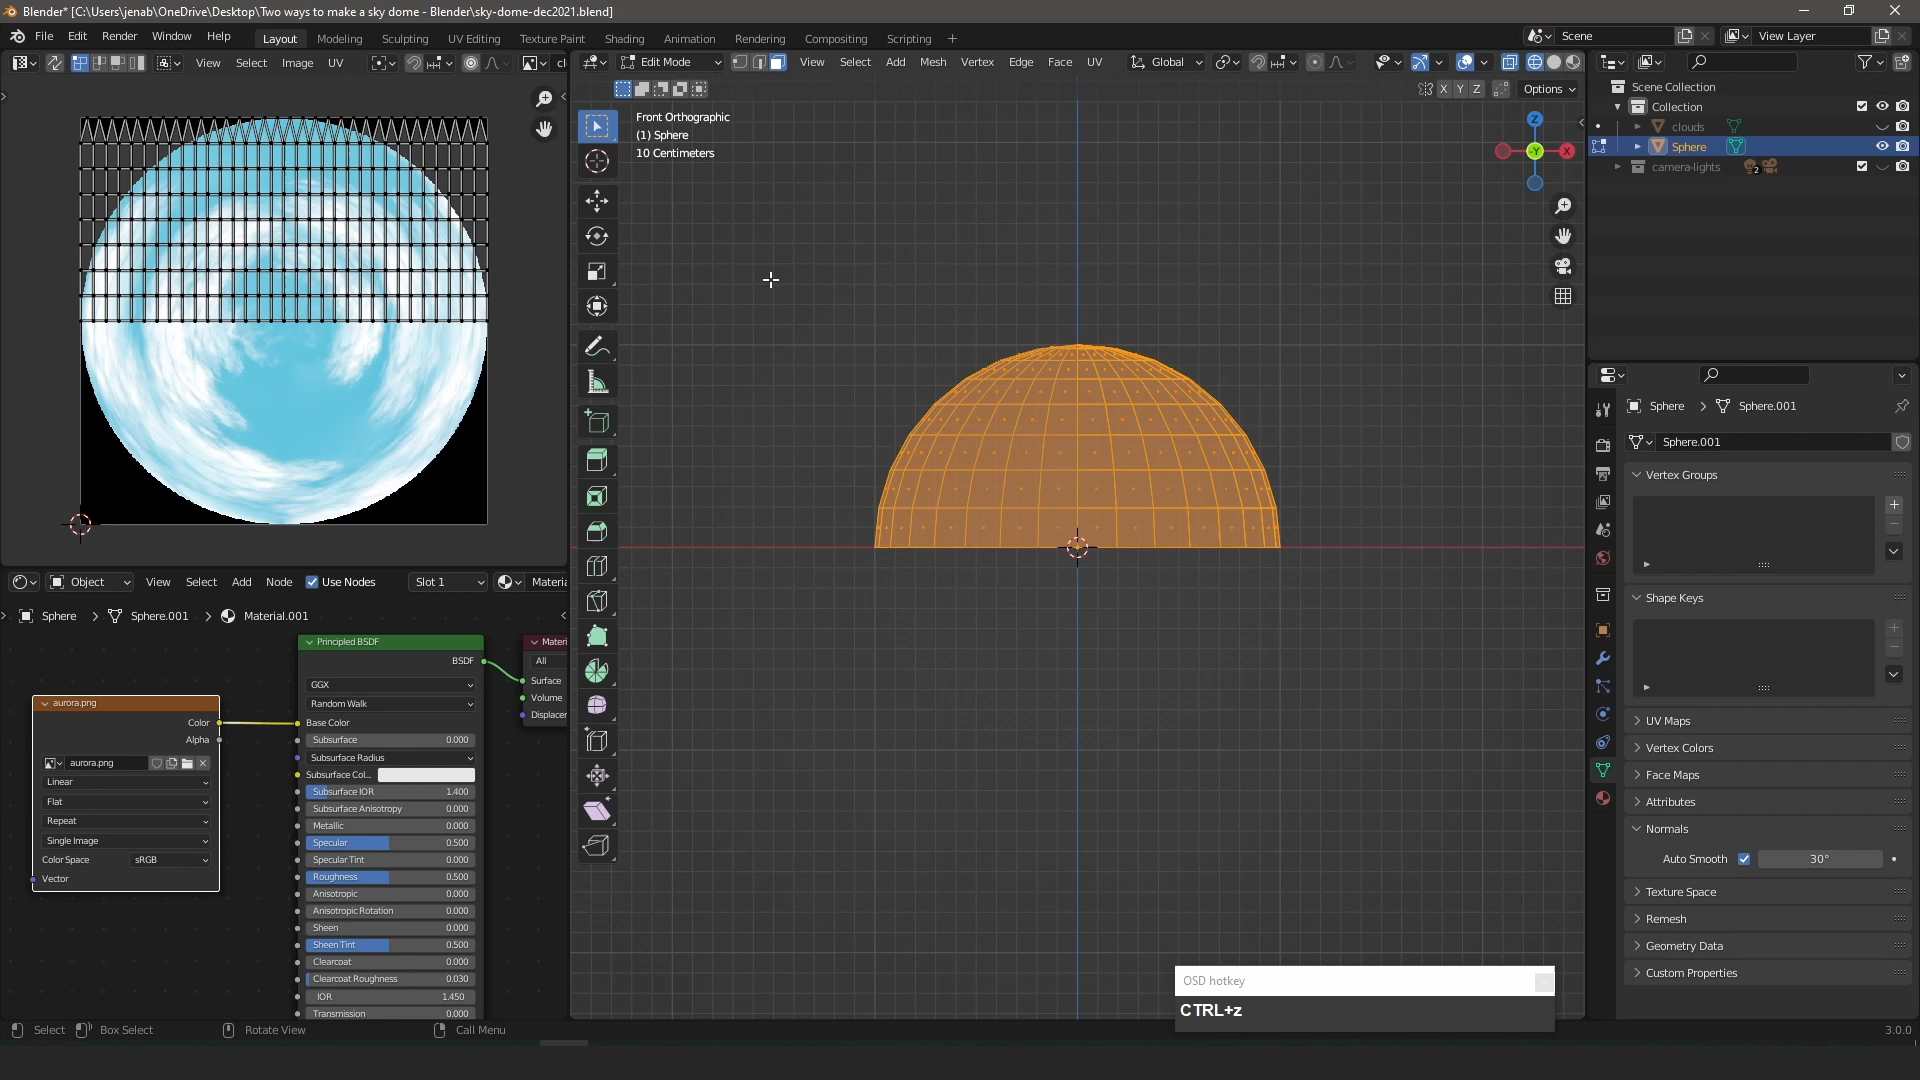 Blender* [C:\Users\jenab\OneDrive\Desktop\Two ways to make a sky dome - Blender\sky-dome-dec2021.blend]
File Edit Render Window Help Layout Modeling Sculpting UV Editing Texture Paint Shading Animation Rendering Compositing Scripting + Scene View Layer
View Select Image UV cl
Edit Mode View Select Add Mesh Vertex Edge Face UV Global
X Y Z Options
Front Orthographic
(1) Sphere
10 Centimeters
Z
X
-Y
Scene Collection
Collection
clouds
Sphere
camera-lights 2
Sphere > Sphere.001
Sphere.001
Vertex Groups
Shape Keys
UV Maps
Vertex Colors
Face Maps
Attributes
Normals
Auto Smooth 30°
Texture Space
Remesh
Geometry Data
Custom Properties
Object View Select Add Node Use Nodes Slot 1 Materia
Sphere > Sphere.001 > Material.001
Principled BSDF
BSDF
GGX
Random Walk
Base Color
Subsurface 0.000
Subsurface Radius
Subsurface Col...
Subsurface IOR 1.400
Subsurface Anisotropy 0.000
Metallic 0.000
Specular 0.500
Specular Tint 0.000
Roughness 0.500
Anisotropic 0.000
Anisotropic Rotation 0.000
Sheen 0.000
Sheen Tint 0.500
Clearcoat 0.000
Clearcoat Roughness 0.030
IOR 1.450
Transmission 0.000
Materi
All
Surface
Volume
Displacer
aurora.png
Color
Alpha
aurora.png
Linear
Flat
Repeat
Single Image
Color Space sRGB
Vector
OSD hotkey
CTRL+z
Select Box Select Rotate View Call Menu 3.0.0